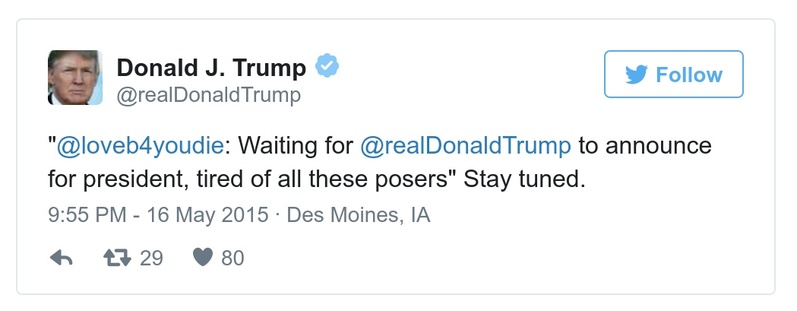 Donald J. Trump
Follow
@realDonaldTrump
"@loveb4youdie: Waiting for @realDonaldTrump to announce
for president, tired of all these posers" Stay tuned.
9:55 PM - 16 May 2015 · Des Moines, IA
29 80